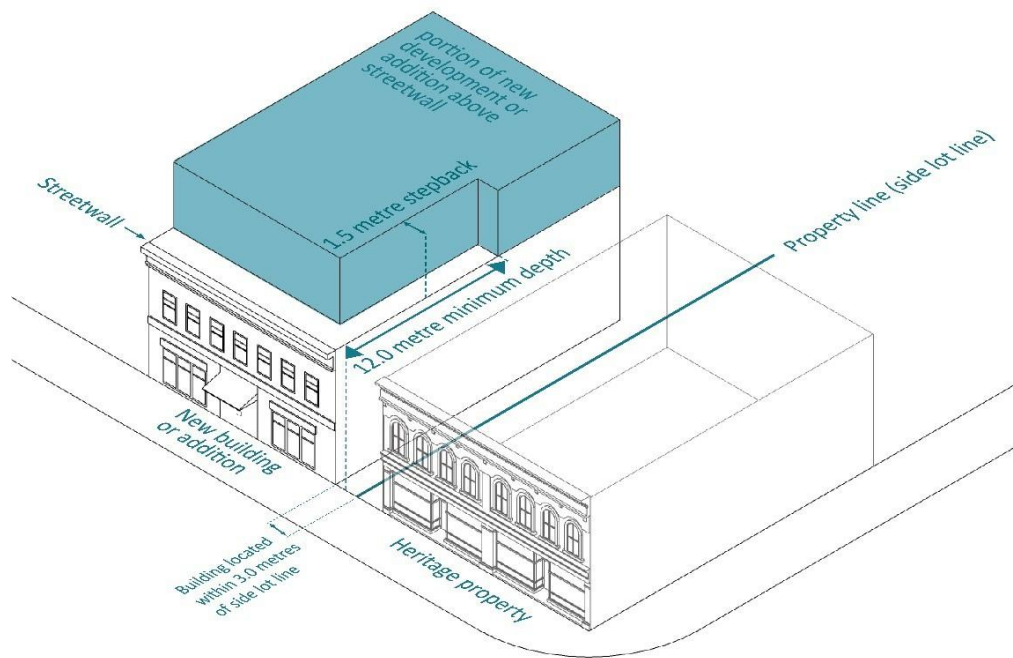 portion of new
development or
addition above
streetwall
1.5 metre stepback
Streetwall
Property line (side lot line)
12.0 metre minimum depth
New building
or addition
Building located
within 3.0 metres
of side lot line
Heritage property